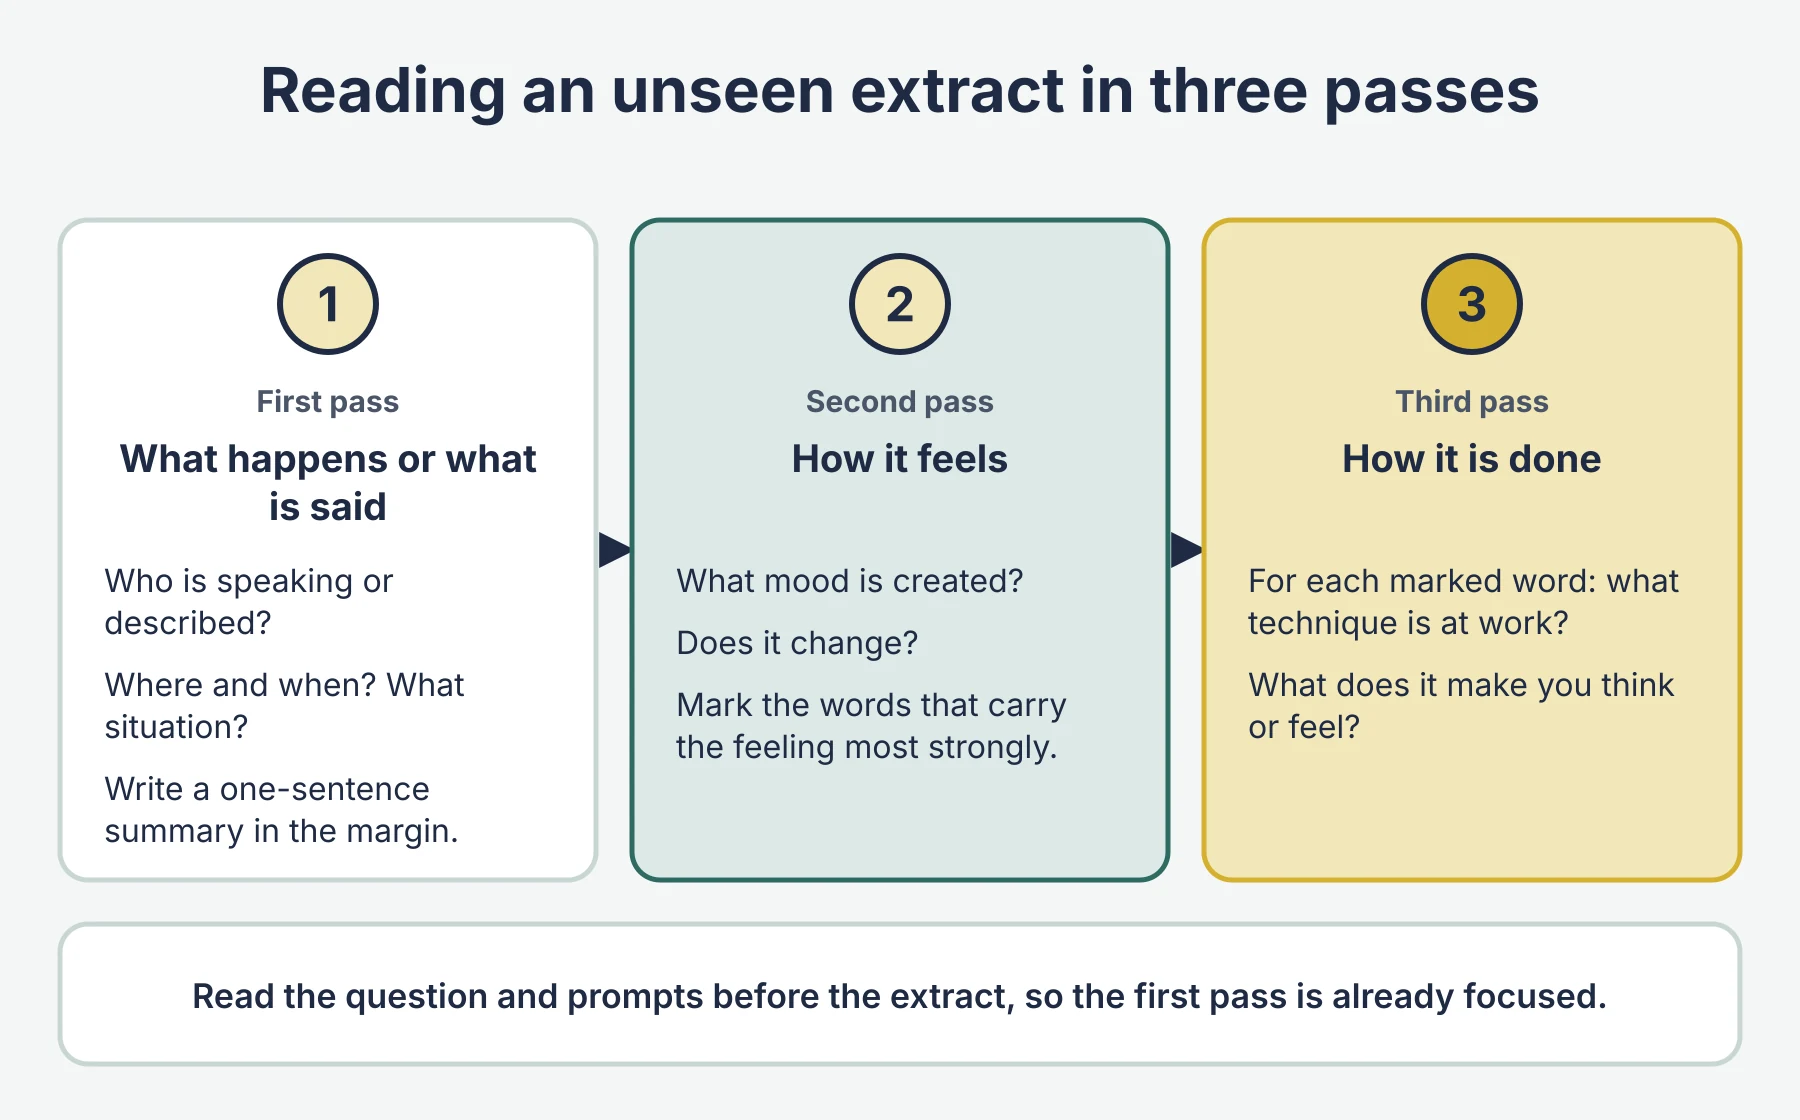 Reading an unseen extract in three passes
1
First pass
What happens or what
is said
Who is speaking or
described?
Where and when? What
situation?
Write a one-sentence
summary in the margin.
2
Second pass
How it feels
What mood is created?
Does it change?
Mark the words that carry
the feeling most strongly.
3
Third pass
How it is done
For each marked word: what
technique is at work?
What does it make you think
or feel?
Read the question and prompts before the extract, so the first pass is already focused.